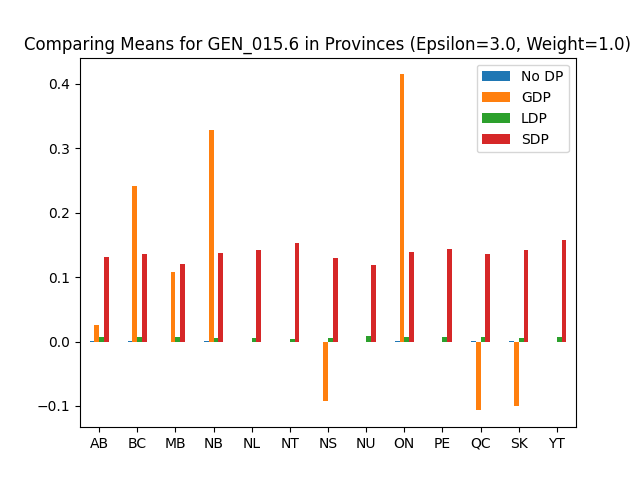 Comparing Means for GEN_015.6 in Provinces (Epsilon=3.0, Weight=1.0)
No DP
GDP
LDP
SDP
0.4
0.3
0.2
0.1
0.0
−0.1
AB BC MB NB NL NT NS NU ON PE QC SK YT